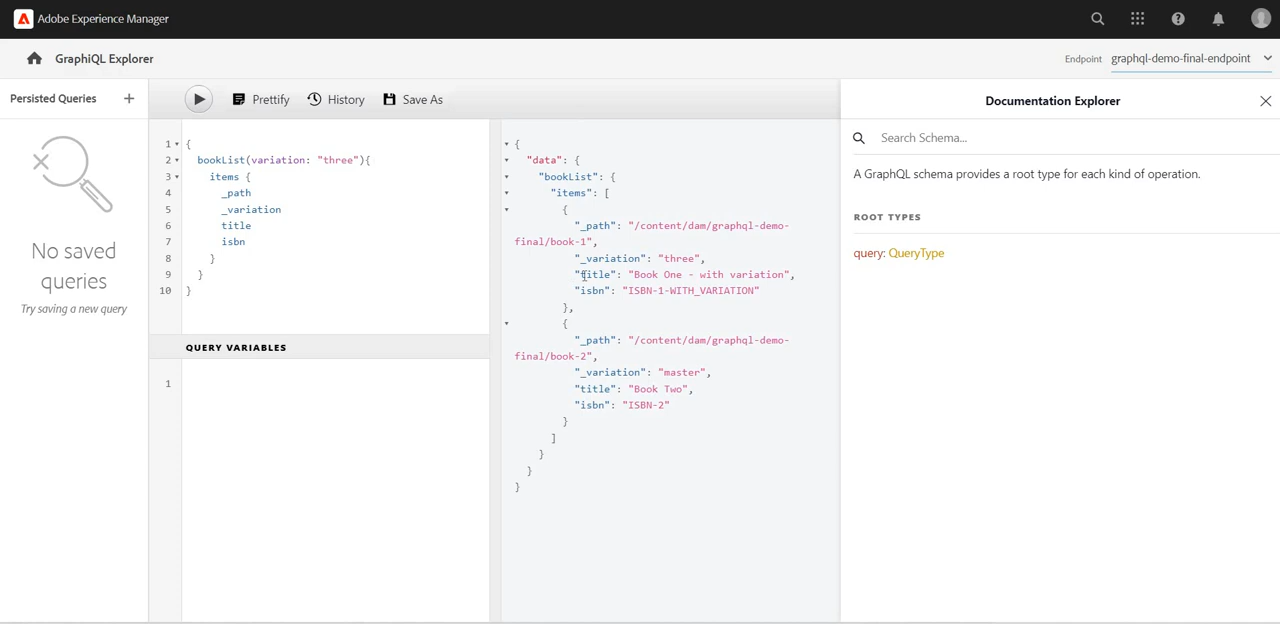 Adobe Experience Manager
GraphiQL Explorer
Endpoint graphql-demo-final-endpoint
Persisted Queries +
No saved
queries
Try saving a new query
Prettify History Save As
1 {
2 bookList(variation: "three"){
3 items {
4 _path
5 _variation
6 title
7 isbn
8 }
9 }
10 }
QUERY VARIABLES
1
{
"data": {
"bookList": {
"items": [
{
"_path": "/content/dam/graphql-demo-
final/book-1",
"_variation": "three",
"title": "Book One - with variation",
"isbn": "ISBN-1-WITH_VARIATION"
},
{
"_path": "/content/dam/graphql-demo-
final/book-2",
"_variation": "master",
"title": "Book Two",
"isbn": "ISBN-2"
}
]
}
}
}
Documentation Explorer
Search Schema...
A GraphQL schema provides a root type for each kind of operation.
ROOT TYPES
query: QueryType